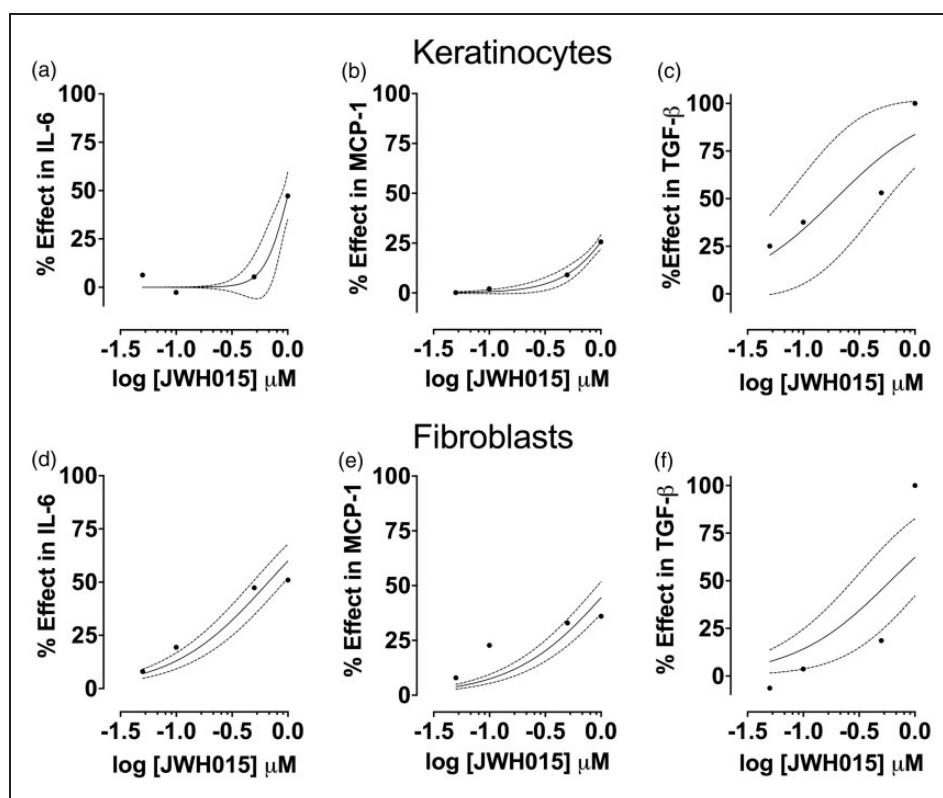 Keratinocytes
(a)
100
75
50
25
0
% Effect in IL-6
-1.5 -1.0 -0.5 0.0
log [JWH015] μM
(b)
100
75
50
25
0
% Effect in MCP-1
-1.5 -1.0 -0.5 0.0
log [JWH015] μM
(c)
100
75
50
25
0
%Effect in TGF-β
-1.5 -1.0 -0.5 0.0
log [JWH015] μM
Fibroblasts
(d)
100
75
50
25
0
% Effect in IL-6
-1.5 -1.0 -0.5 0.0
log [JWH015] μM
(e)
100
75
50
25
0
% Effect in MCP-1
-1.5 -1.0 -0.5 0.0
log [JWH015] μM
(f)
100
75
50
25
0
% Effect in TGF-β
-1.5 -1.0 -0.5 0.0
log [JWH015] μM